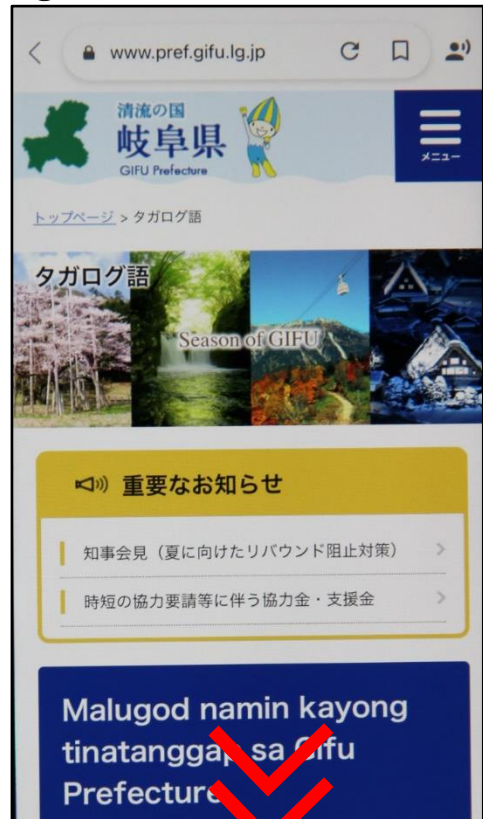 www.pref.gifu.lg.jp
清流の国
岐阜県
GIFU Prefecture
メニュー
トップページ > タガログ語
タガログ語
Season of GIFU
重要なお知らせ
知事会見（夏に向けたリバウンド阻止対策）
時短の協力要請等に伴う協力金・支援金
Malugod namin kayong
tinatanggap sa Gifu
Prefecture